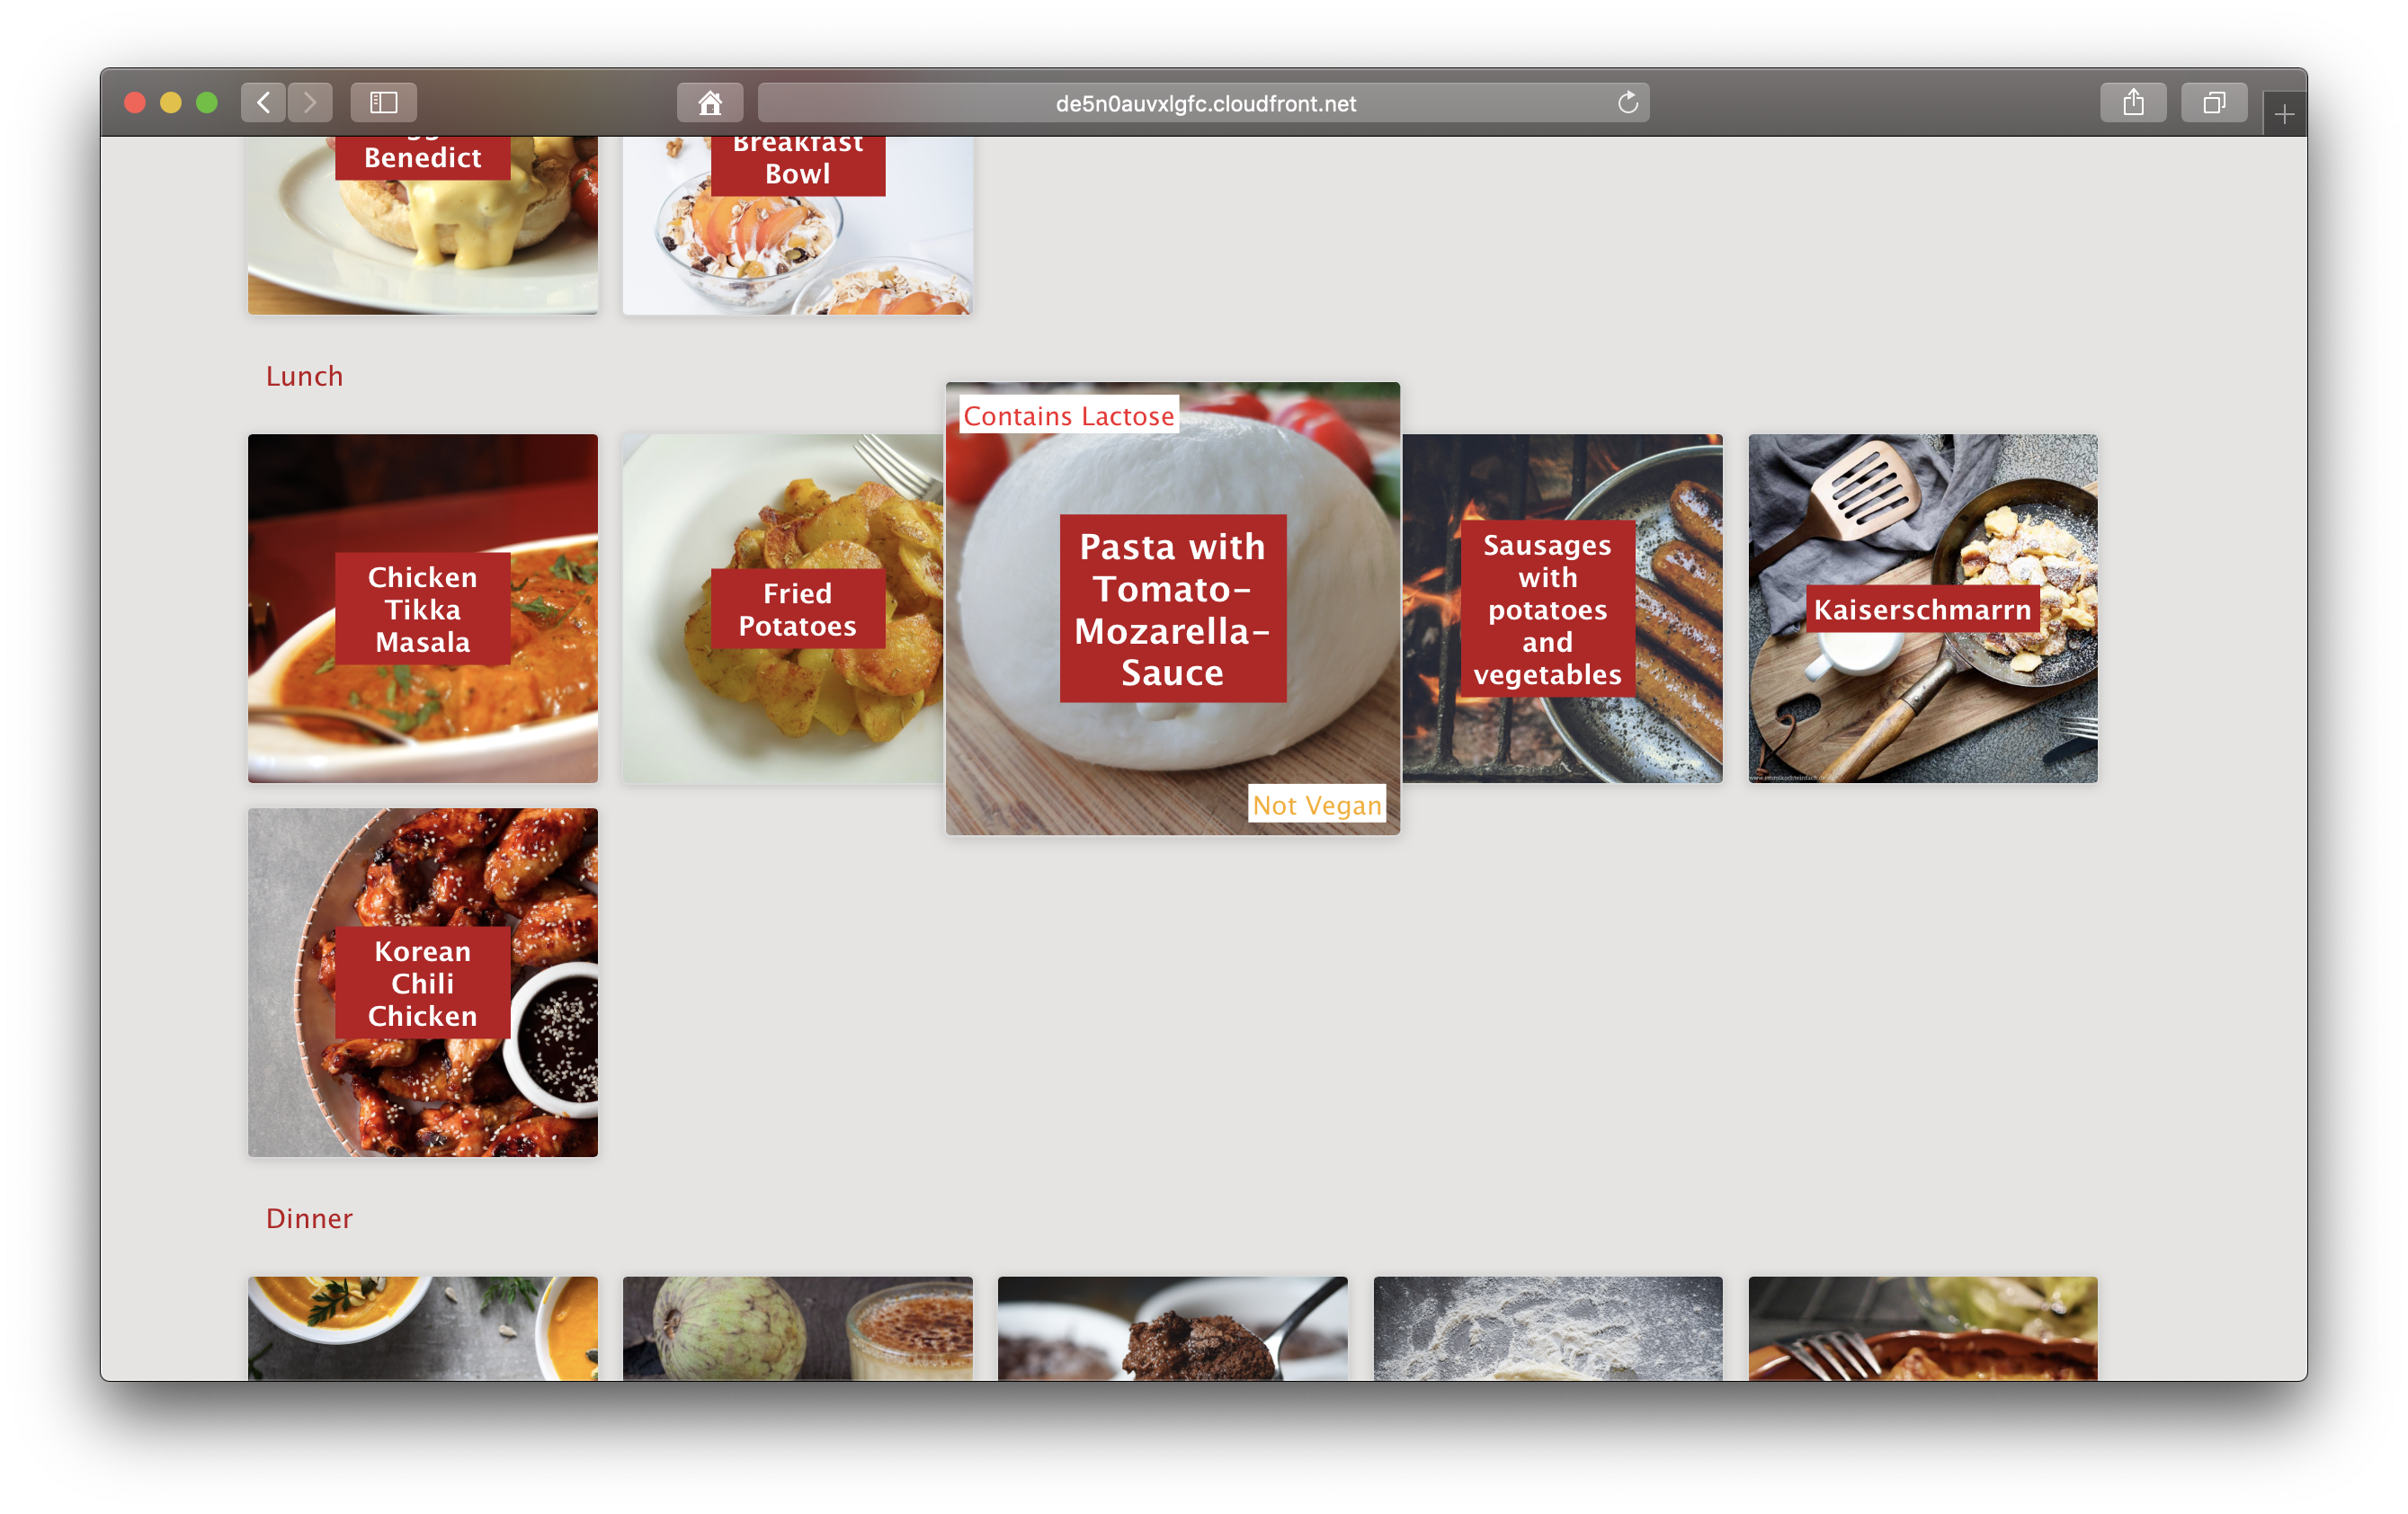 de5n0auvxlgfc.cloudfront.net
Benedict
Breakfast
Bowl
Lunch
Chicken
Tikka
Masala
Fried
Potatoes
Contains Lactose
Pasta with
Tomato-
Mozarella-
Sauce
Not Vegan
Sausages
with
potatoes
and
vegetables
Kaiserschmarrn
Korean
Chili
Chicken
Dinner